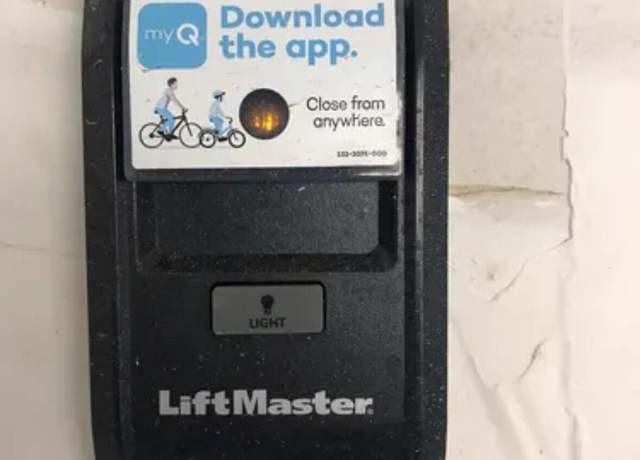 myQ
Download
the app.
Close from
anywhere.
LIGHT
LiftMaster